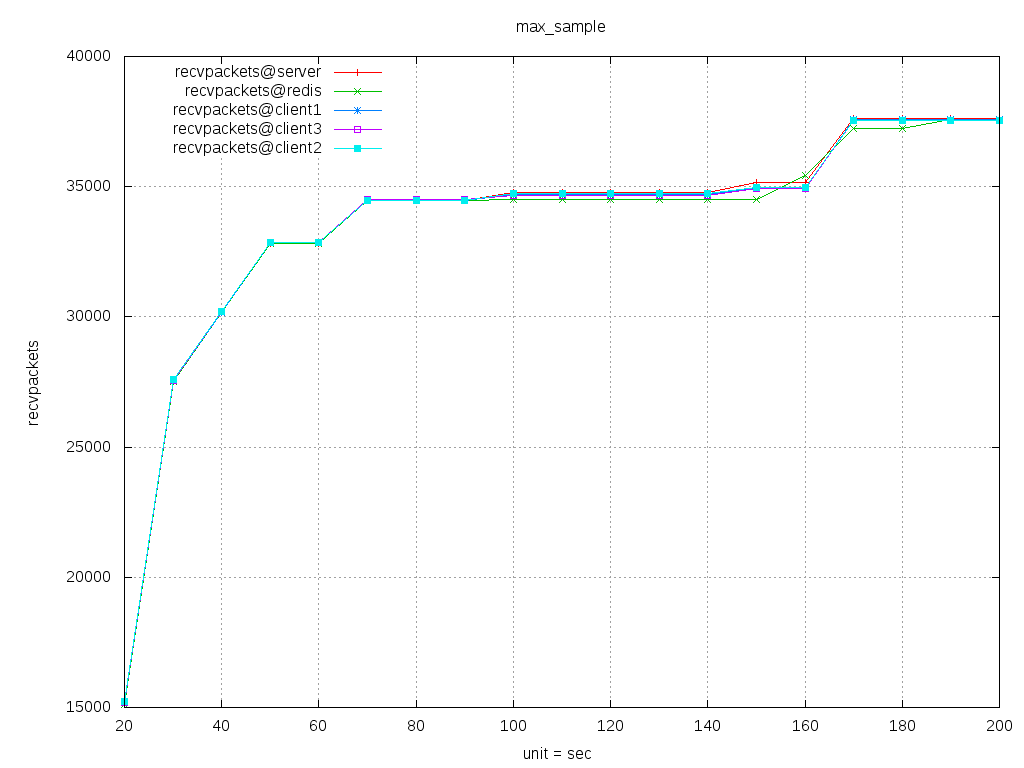 max_sample
40000
35000
30000
25000
20000
15000
recvpackets@server
recvpackets@redis
recvpackets@client1
recvpackets@client3
recvpackets@client2
recvpackets
20 40 60 80 100 120 140 160 180 200
unit = sec